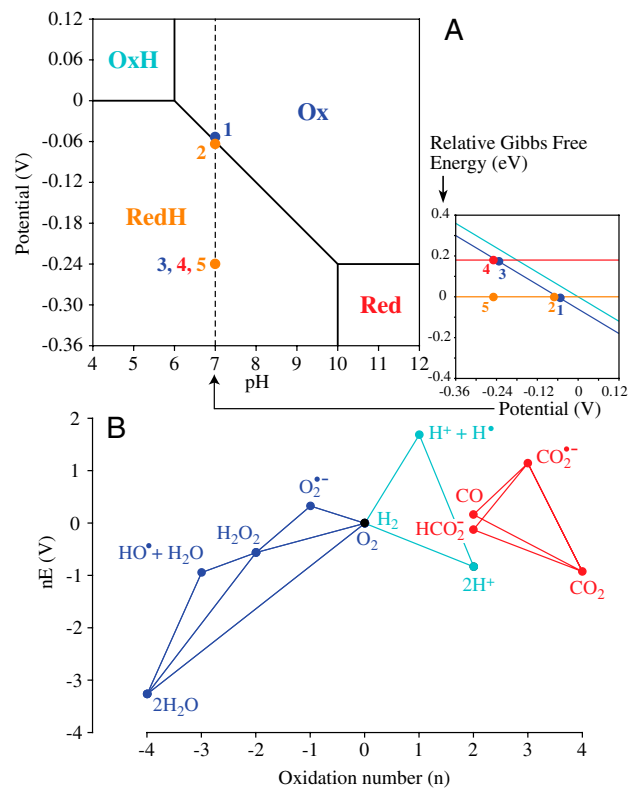 A
0.12
0.06
0
-0.06
-0.12
-0.18
-0.24
-0.30
-0.36
Potential (V)
OxH
Ox
RedH
Red
1
2
3, 4, 5
4 5 6 7 8 9 10 11 12
pH
Relative Gibbs Free
Energy (eV)
0.4
0.2
0
-0.4
4
3
5
2
1
-0.36 -0.24 -0.12 0 0.12
Potential (V)
B
2
1
0
-1
-2
-3
-4
nE (V)
H⁺ + H•
CO₂•⁻
O₂•⁻
CO
H₂
HCO₂⁻
H₂O₂
O₂
HO•+ H₂O
2H⁺
CO₂
2H₂O
-4 -3 -2 -1 0 1 2 3 4
Oxidation number (n)